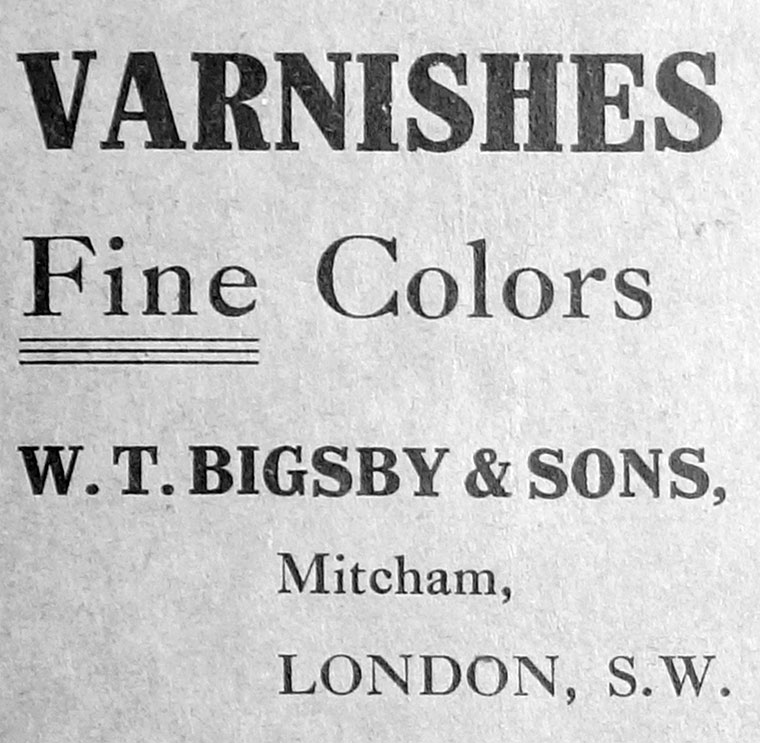 VARNISHES
Fine Colors
W. T. BIGSBY & SONS,
Mitcham,
LONDON, S.W.